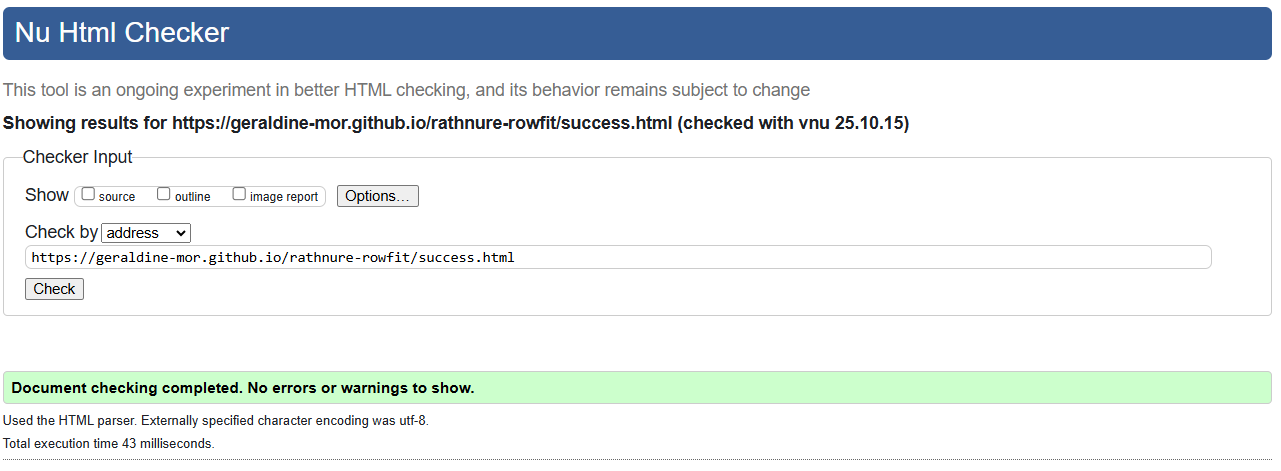 Nu Html Checker
This tool is an ongoing experiment in better HTML checking, and its behavior remains subject to change
Showing results for https://geraldine-mor.github.io/rathnure-rowfit/success.html (checked with vnu 25.10.15)
Checker Input
Show source outline image report Options...
Check by address
https://geraldine-mor.github.io/rathnure-rowfit/success.html
Check
Document checking completed. No errors or warnings to show.
Used the HTML parser. Externally specified character encoding was utf-8.
Total execution time 43 milliseconds.